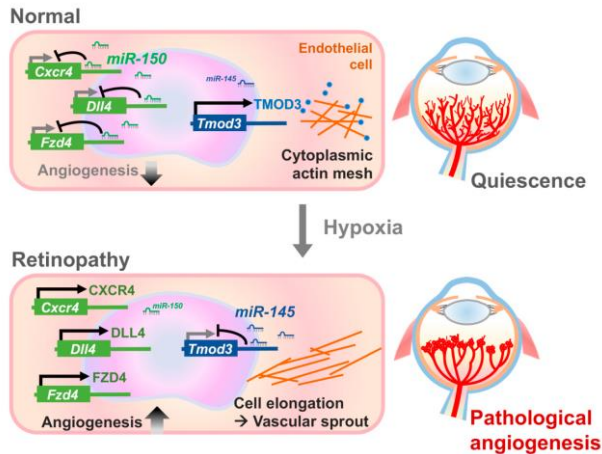 Normal
Cxcr4
miR-150
Dll4
Fzd4
Angiogenesis
miR-145
TMOD3
Tmod3
Endothelial
cell
Cytoplasmic
actin mesh
Quiescence
Hypoxia
Retinopathy
CXCR4
Cxcr4
miR-150
DLL4
Dll4
FZD4
Fzd4
Angiogenesis
miR-145
Tmod3
Cell elongation
→ Vascular sprout
Pathological
angiogenesis